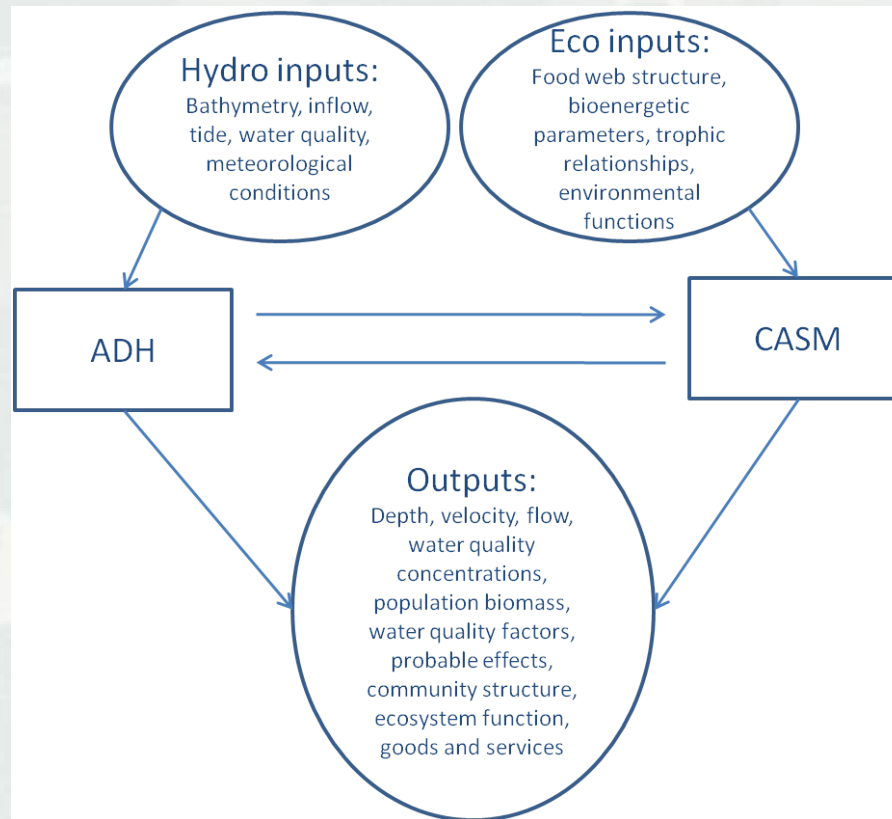 Hydro inputs:
Bathymetry, inflow,
tide, water quality,
meteorological
conditions
Eco inputs:
Food web structure,
bioenergetic
parameters, trophic
relationships,
environmental
functions
ADH
CASM
Outputs:
Depth, velocity, flow,
water quality
concentrations,
population biomass,
water quality factors,
probable effects,
community structure,
ecosystem function,
goods and services